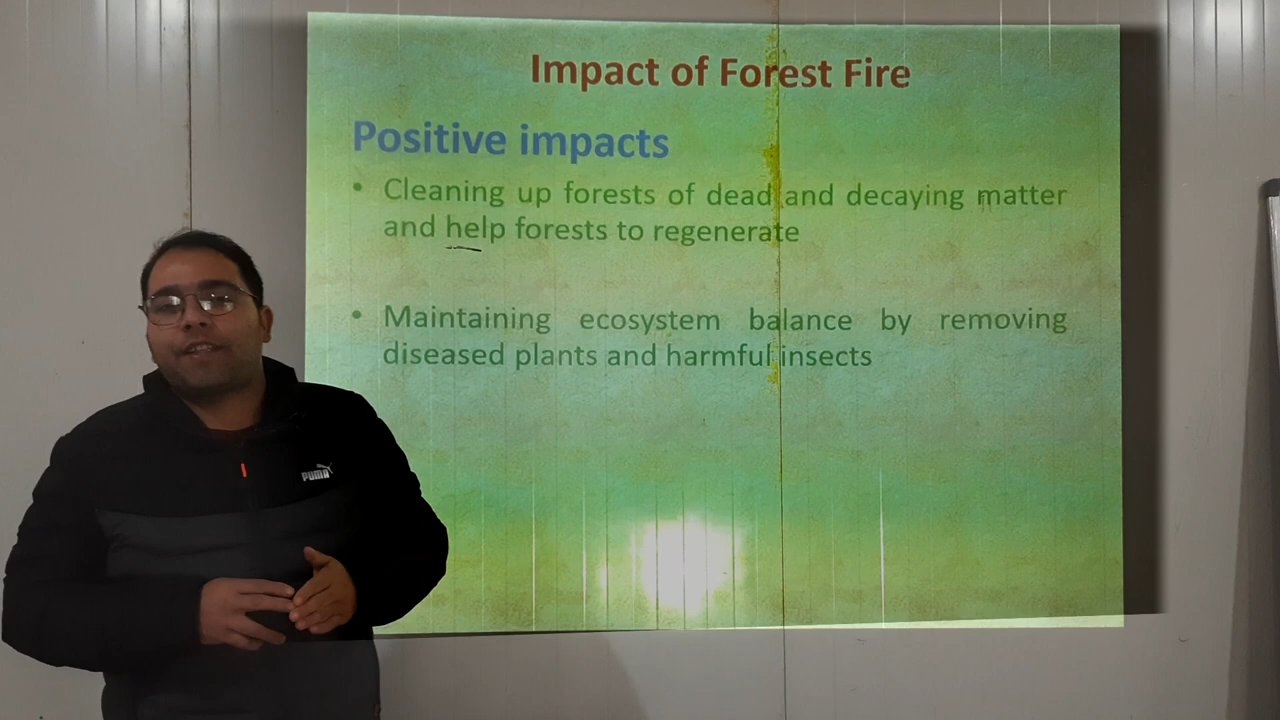 Impact of Forest Fire
Positive impacts
• Cleaning up forests of dead and decaying matter
and help forests to regenerate
• Maintaining ecosystem balance by removing
diseased plants and harmful insects
PUMA